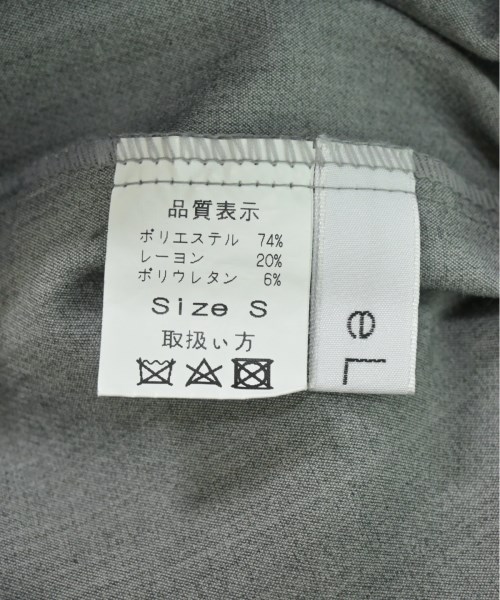 品質表示
ポリエステル 74%
レーヨン 20%
ポリウレタン 6%
Size S
取扱い方
Le